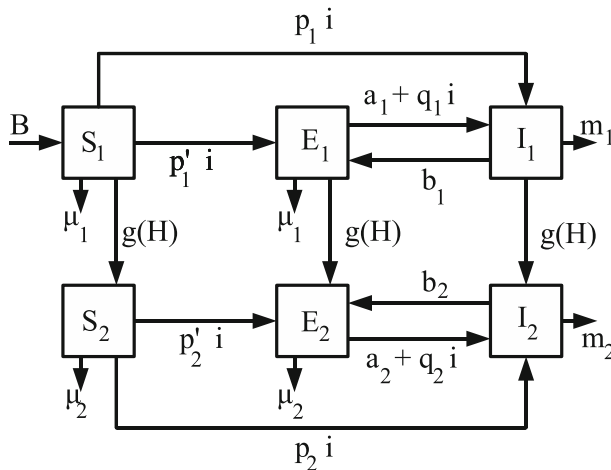 p₁ i
B
S₁
p'₁ i
E₁
a₁ + q₁ i
b₁
I₁
m₁
μ₁
g(H)
μ₁
g(H)
g(H)
S₂
p'₂ i
E₂
b₂
a₂ + q₂ i
I₂
m₂
μ₂
μ₂
p₂ i